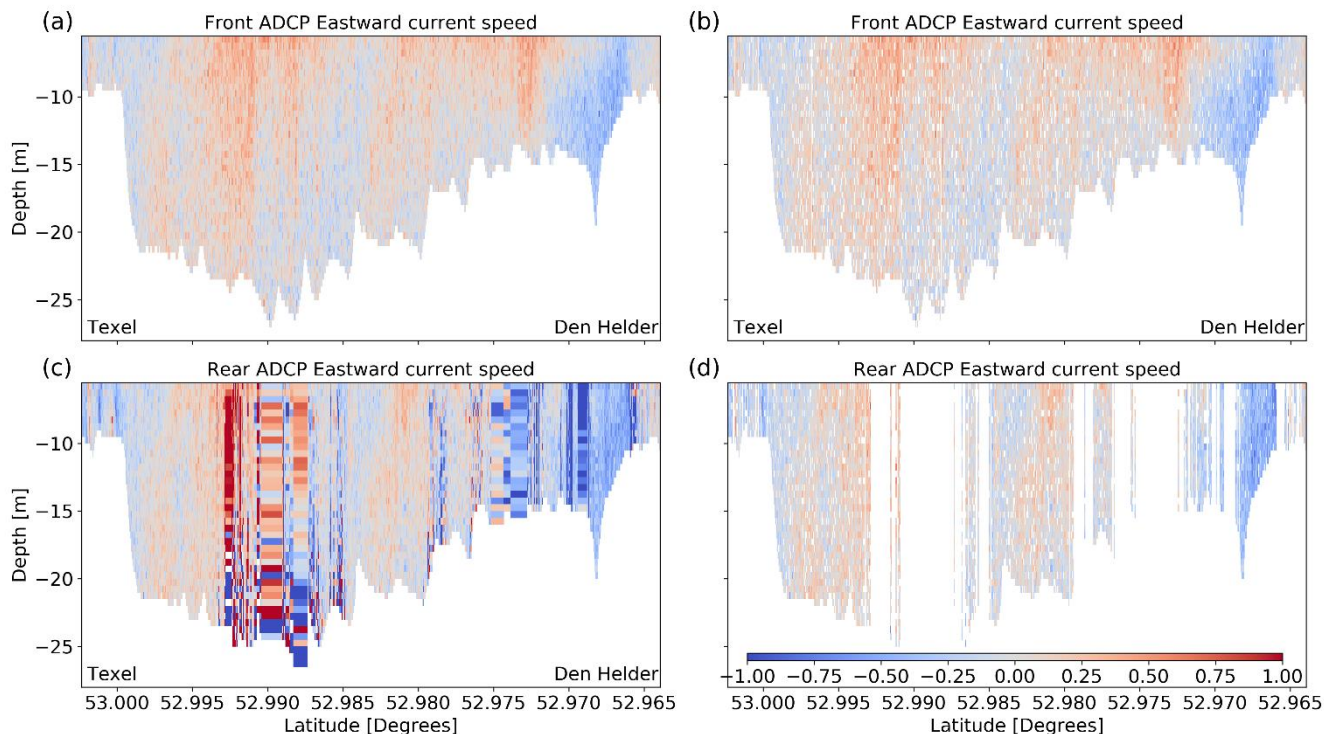 (a) Front ADCP Eastward current speed
(b) Front ADCP Eastward current speed
Depth [m]
−10
−15
−20
−25
Texel
Den Helder
Texel
Den Helder
(c) Rear ADCP Eastward current speed
(d) Rear ADCP Eastward current speed
Depth [m]
−10
−15
−20
−25
Texel
Den Helder
−1.000 −0.75 −0.50 −0.25 0.00 0.25 0.50 0.75 1.00
53.000 52.995 52.990 52.985 52.980 52.975 52.970 52.965
Latitude [Degrees]
53.000 52.995 52.990 52.985 52.980 52.975 52.970 52.965
Latitude [Degrees]